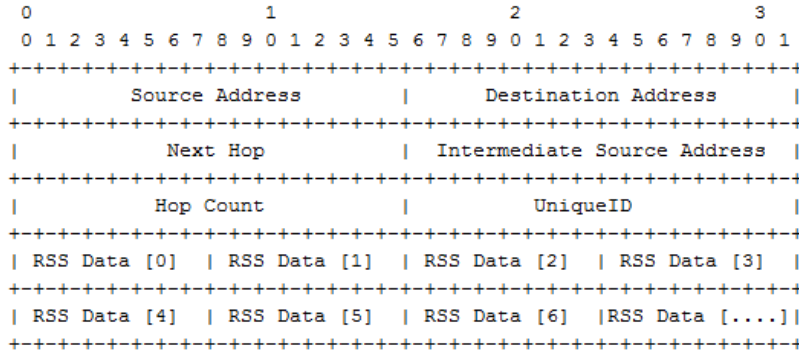 0                   1                   2                   3
0 1 2 3 4 5 6 7 8 9 0 1 2 3 4 5 6 7 8 9 0 1 2 3 4 5 6 7 8 9 0 1
+-+-+-+-+-+-+-+-+-+-+-+-+-+-+-+-+-+-+-+-+-+-+-+-+-+-+-+-+-+-+-+-+
|         Source Address        |      Destination Address      |
+-+-+-+-+-+-+-+-+-+-+-+-+-+-+-+-+-+-+-+-+-+-+-+-+-+-+-+-+-+-+-+-+
|            Next Hop           |  Intermediate Source Address  |
+-+-+-+-+-+-+-+-+-+-+-+-+-+-+-+-+-+-+-+-+-+-+-+-+-+-+-+-+-+-+-+-+
|           Hop Count           |          UniqueID             |
+-+-+-+-+-+-+-+-+-+-+-+-+-+-+-+-+-+-+-+-+-+-+-+-+-+-+-+-+-+-+-+-+
| RSS Data [0]  | RSS Data [1]  | RSS Data [2]  | RSS Data [3]  |
+-+-+-+-+-+-+-+-+-+-+-+-+-+-+-+-+-+-+-+-+-+-+-+-+-+-+-+-+-+-+-+-+
| RSS Data [4]  | RSS Data [5]  | RSS Data [6]  |RSS Data [....]|
+-+-+-+-+-+-+-+-+-+-+-+-+-+-+-+-+-+-+-+-+-+-+-+-+-+-+-+-+-+-+-+-+